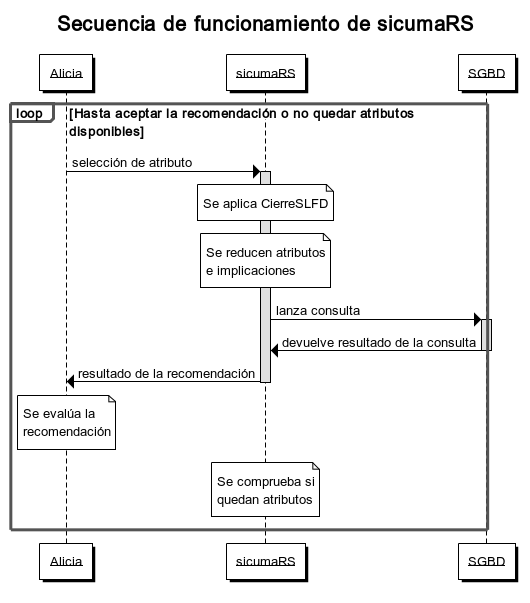 Secuencia de funcionamiento de sicumaRS
Alicia
sicumaRS
SGBD
loop
[Hasta aceptar la recomendación o no quedar atributos
disponibles]
selección de atributo
Se aplica CierreSLFD
Se reducen atributos
e implicaciones
lanza consulta
devuelve resultado de la consulta
resultado de la recomendación
Se evalúa la
recomendación
Se comprueba si
quedan atributos
Alicia
sicumaRS
SGBD